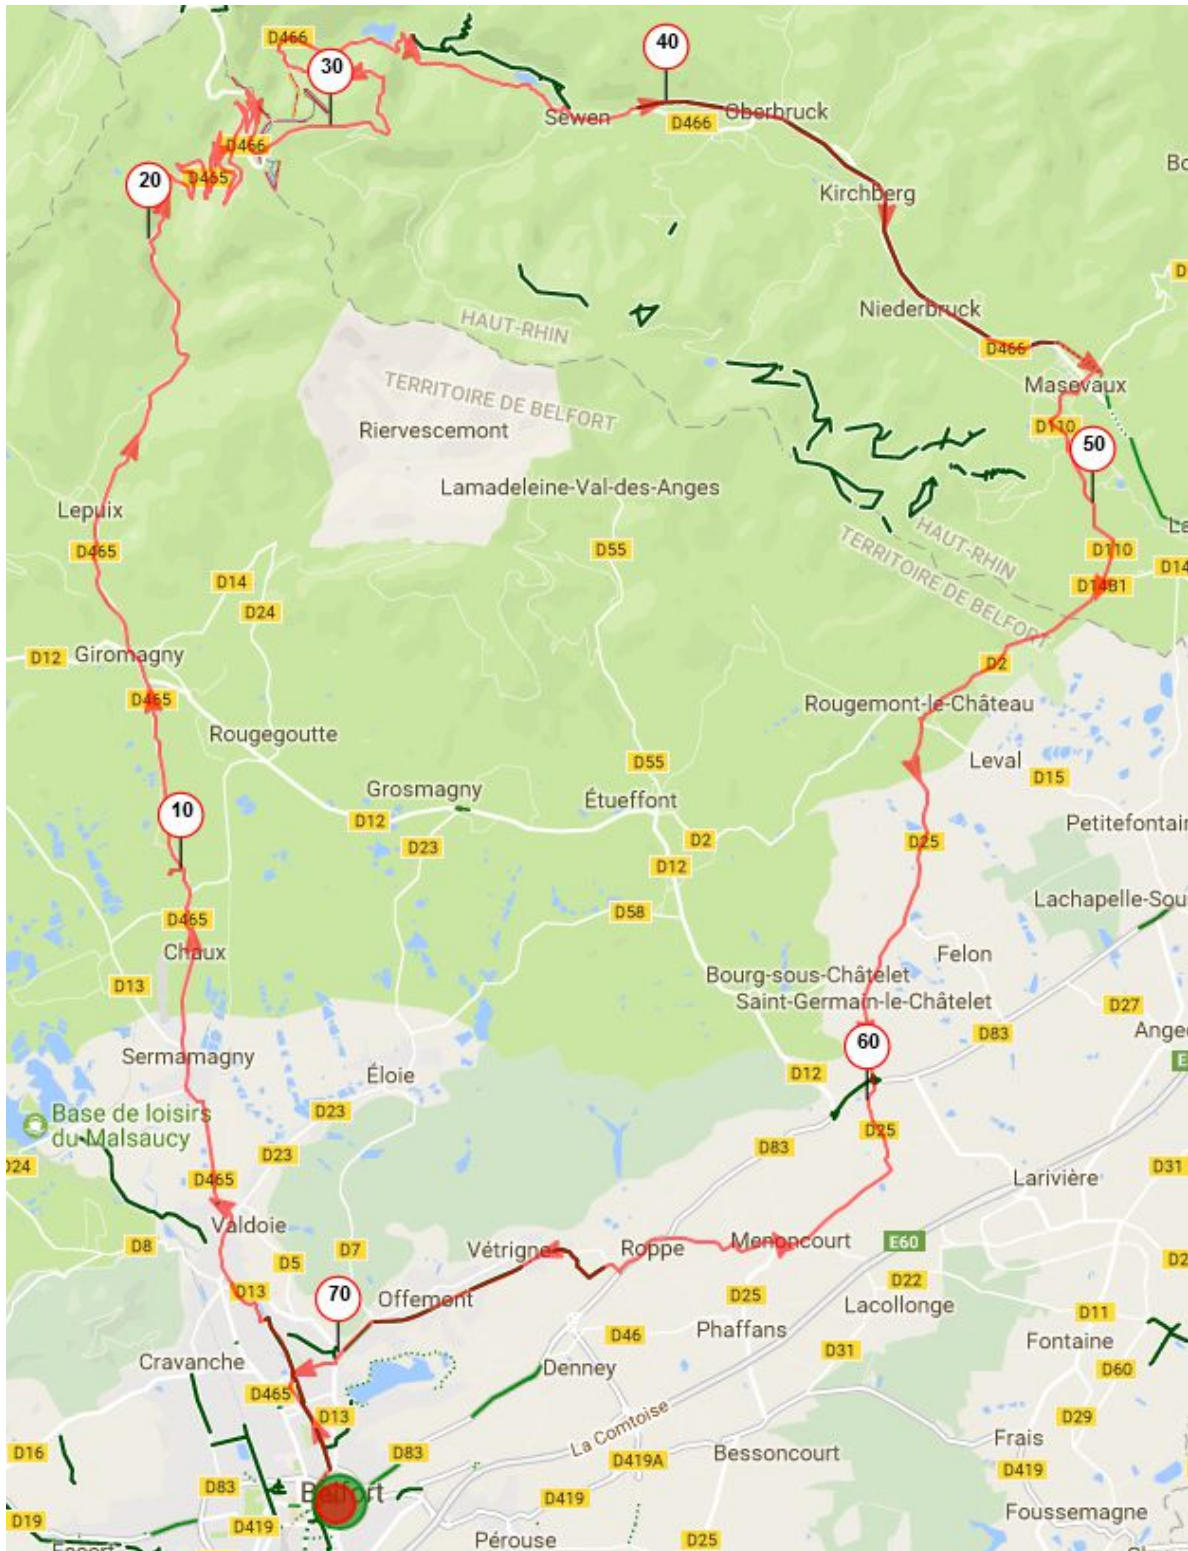 D466
40
30
Sewen
Oberbruck
D466
D466
D465
20
Kirchberg
Niederbruck
HAUT-RHIN
D466
TERRITOIRE DE BELFORT
Masevaux
Riervescemont
D110
50
Lamadeleine-Val-des-Anges
Lepuix
D465
D55
HAUT-RHIN
TERRITOIRE DE BELFORT
D110
D14
D14B1
D14
D24
D12
Giromagny
D2
D465
Rougemont-le-Château
Rougegoutte
Leval
D55
D15
Grosmagny
Étueffont
10
D12
D2
Petitefontain
D23
D12
D25
Lachapelle-Sou
D465
D58
Chaux
Felon
Bourg-sous-Châtelet
D13
Saint-Germain-le-Châtelet
D27
D83
60
Sermamagny
Éloie
D12
Base de loisirs
du Malsaucy
D23
D25
D23
D83
D24
D465
D31
Larivière
Valdoie
D8
D5
D7
Vétrigne
Roppe
Menoncourt
E60
D13
70
Offemont
D22
D25
Lacollonge
D11
Cravanche
D46
Phaffans
Fontaine
D31
Denney
D60
D465
D13
La Comtoise
D29
D16
D83
D419A
Bessoncourt
Frais
D419
D83
Belfort
D419
Foussemagne
D19
D419
Pérouse
D25